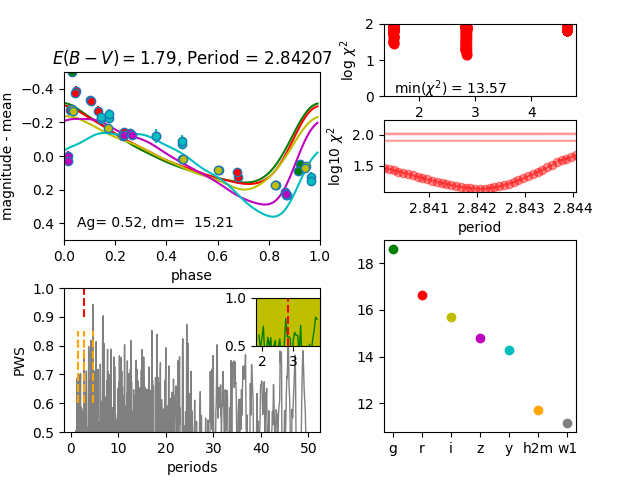 E(B − V) = 1.79, Period = 2.84207
magnitude - mean
−0.4
−0.2
0.0
0.2
0.4
Ag= 0.52, dm=  15.21
0.0 0.2 0.4 0.6 0.8 1.0
phase
log χ²
2
1
0
min(χ²) = 13.57
2 3 4
log10 χ²
2.0
1.5
2.841 2.842 2.843 2.844
period
PWS
1.0
0.9
0.8
0.7
0.6
0.5
1.0
0.5
2 3
0 10 20 30 40 50
periods
18
16
14
12
g r i z y h2m w1